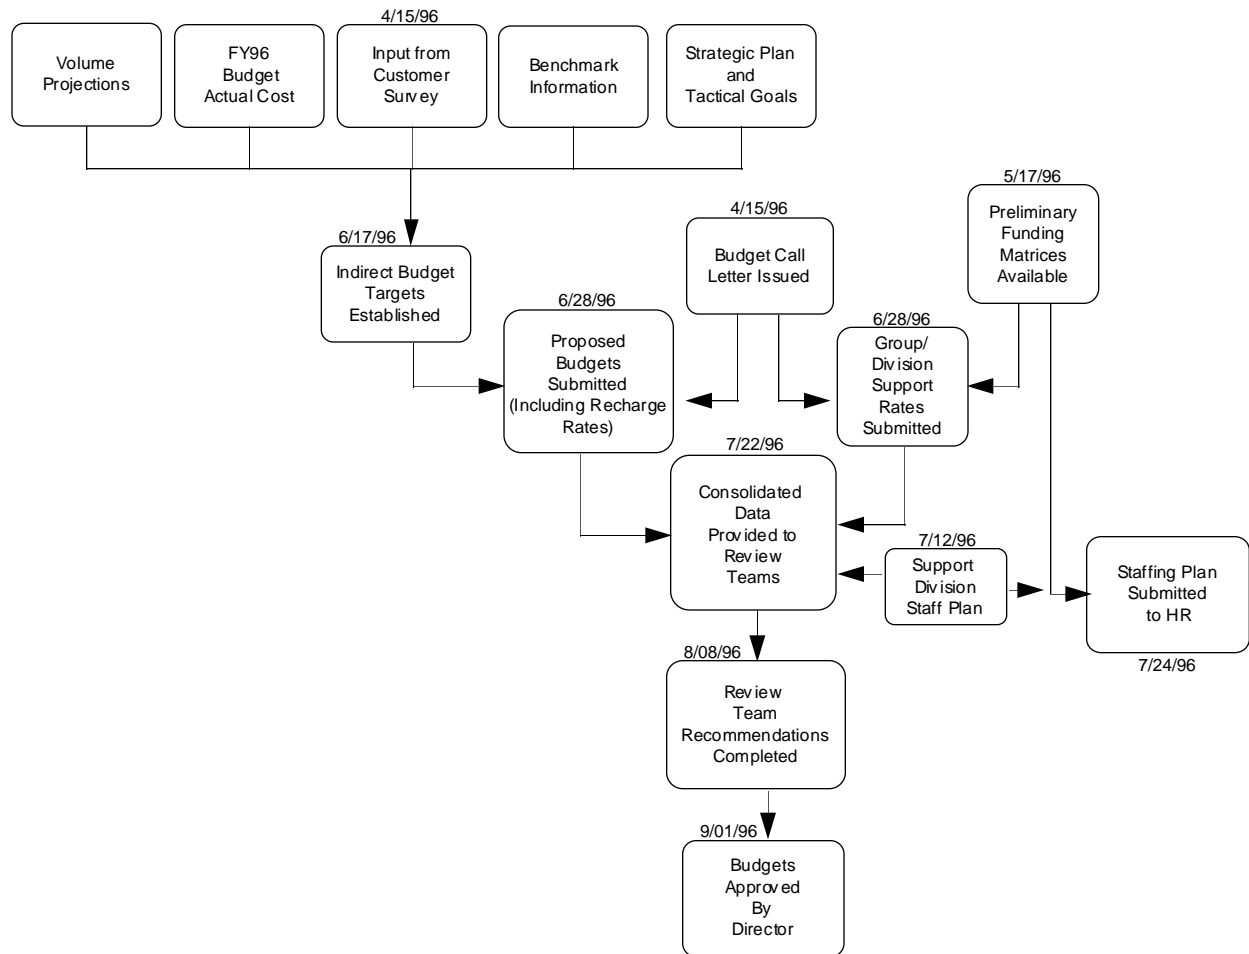 4/15/96
Volume
Projections
FY96
Budget
Actual Cost
Input from
Customer
Survey
Benchmark
Information
Strategic Plan
and
Tactical Goals
5/17/96
Preliminary
Funding
Matrices
Available
4/15/96
Budget Call
Letter Issued
6/17/96
Indirect Budget
Targets
Established
6/28/96
Proposed
Budgets
Submitted
(Including Recharge
Rates)
6/28/96
Group/
Division
Support
Rates
Submitted
7/22/96
Consolidated
Data
Provided to
Review
Teams
7/12/96
Support
Division
Staff Plan
Staffing Plan
Submitted
to HR
7/24/96
8/08/96
Review
Team
Recommendations
Completed
9/01/96
Budgets
Approved
By
Director